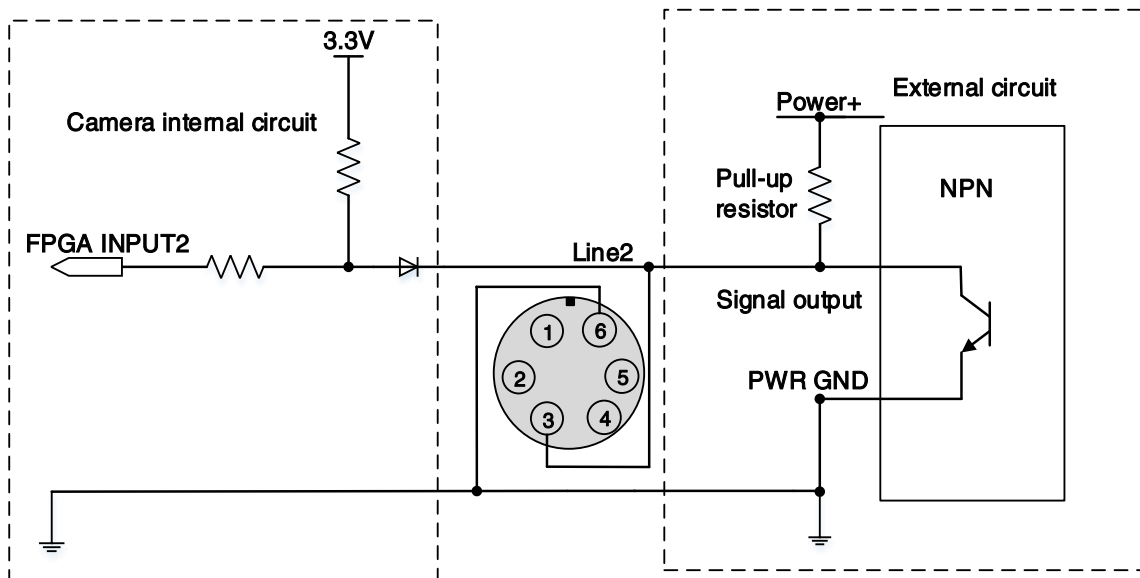 3.3V
External circuit
Power+
Camera internal circuit
Pull-up
resistor
NPN
FPGA INPUT2
Line2
Signal output
1
6
2
5
PWR GND
3
4